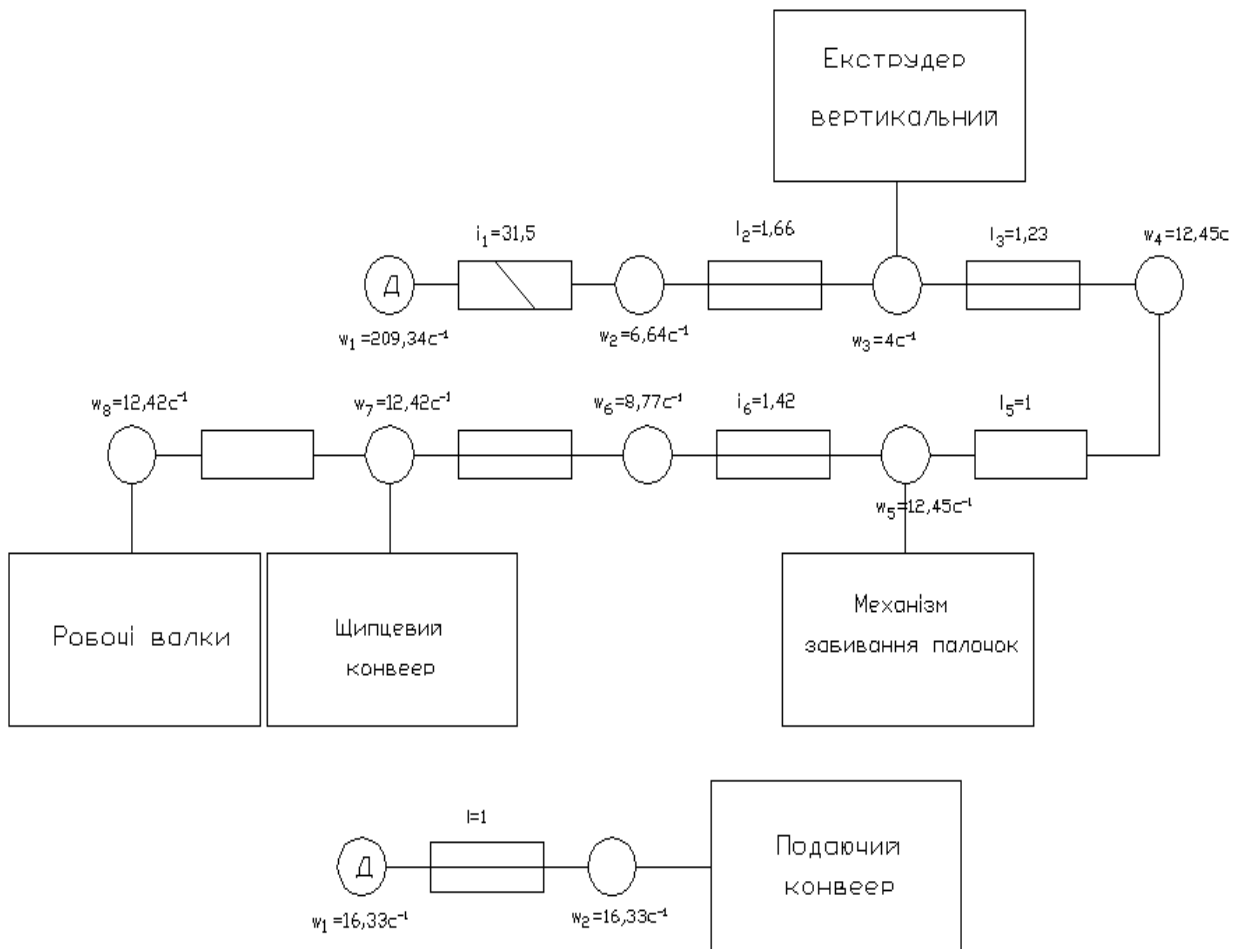 Екструдер
вертикальний
i₁=31,5
I₂=1,66
I₃=1,23
w₄=12,45c
Д
w₁=209,34c⁻¹
w₂=6,64c⁻¹
w₃=4c⁻¹
w₈=12,42c⁻¹
w₇=12,42c⁻¹
w₆=8,77c⁻¹
i₆=1,42
I₅=1
w₅=12,45c⁻¹
Робочі валки
Щипцевий
конвеер
Механізм
забивання палочок
I=1
Д
w₁=16,33c⁻¹
w₂=16,33c⁻¹
Подаючий
конвеер